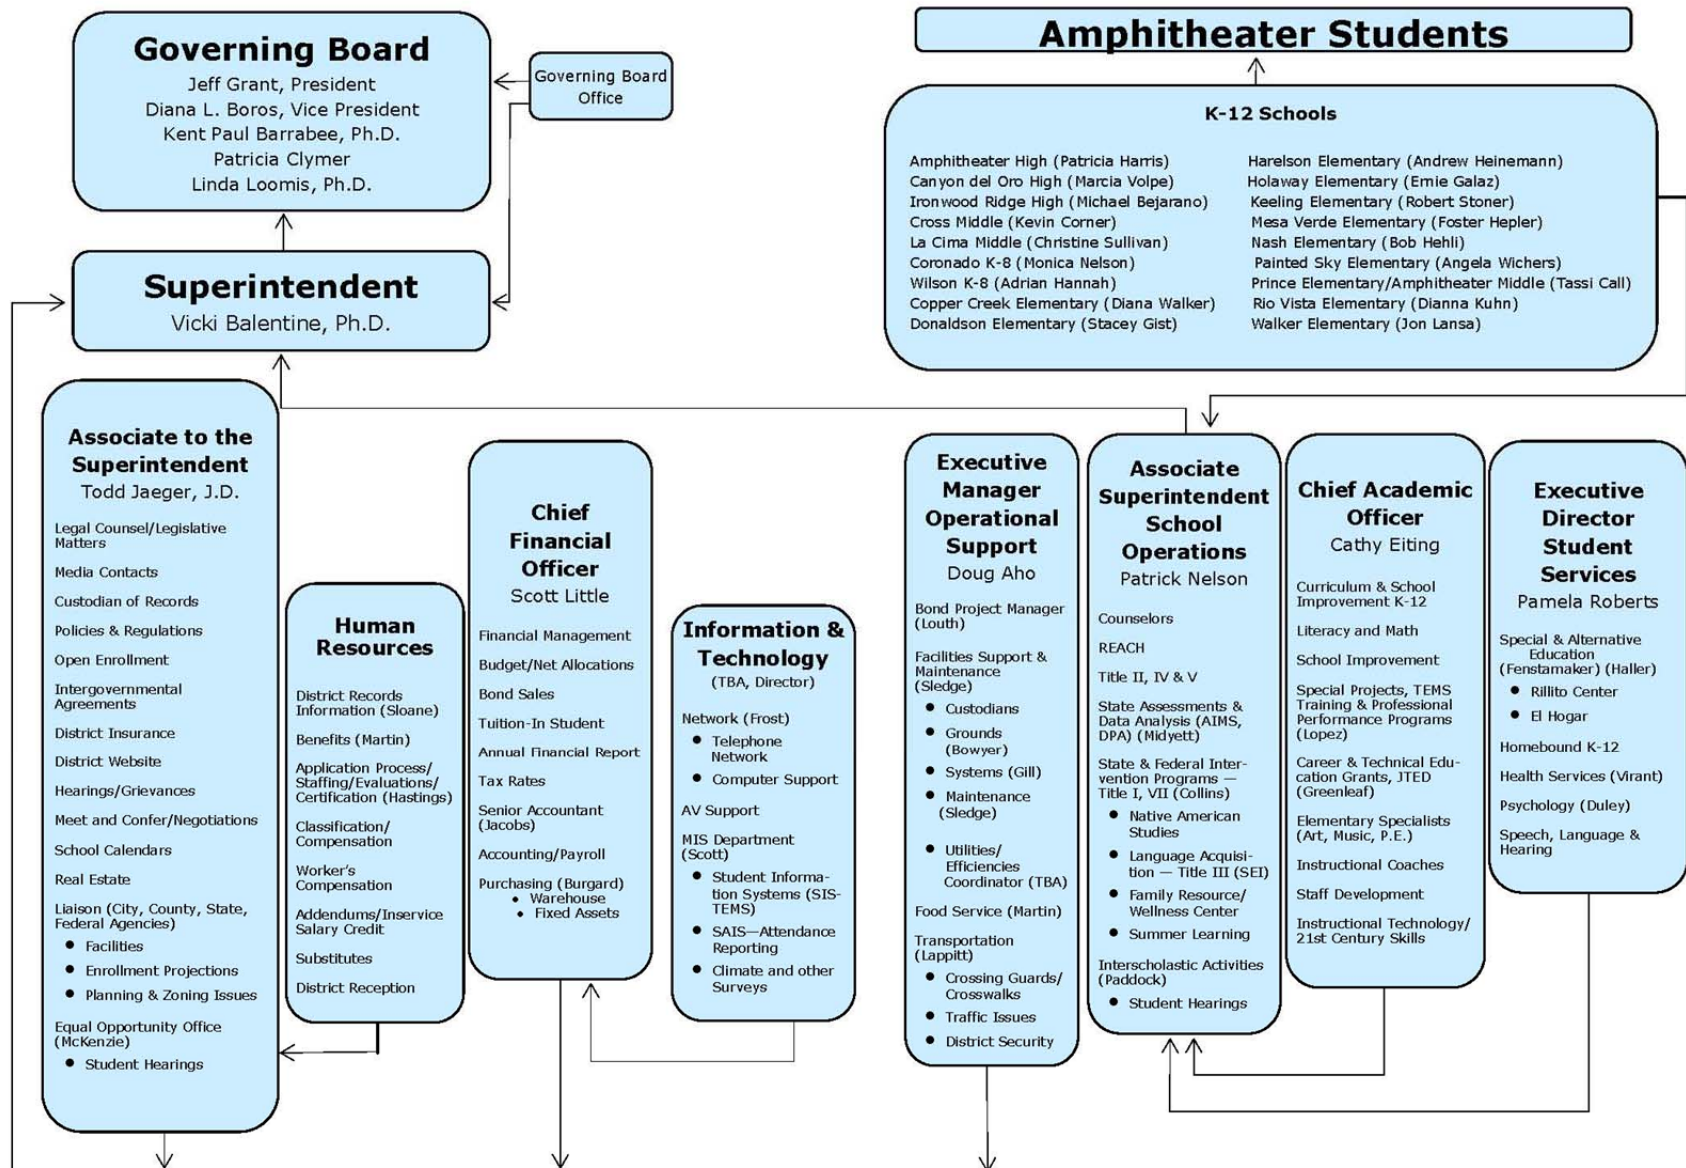 Governing Board
Jeff Grant, President
Diana L. Boros, Vice President
Kent Paul Barrabee, Ph.D.
Patricia Clymer
Linda Loomis, Ph.D.
Governing Board
Office
Superintendent
Vicki Balentine, Ph.D.
Amphitheater Students
K-12 Schools
Amphitheater High (Patricia Harris)
Canyon del Oro High (Marcia Volpe)
Ironwood Ridge High (Michael Bejarano)
Cross Middle (Kevin Corner)
La Cima Middle (Christine Sullivan)
Coronado K-8 (Monica Nelson)
Wilson K-8 (Adrian Hannah)
Copper Creek Elementary (Diana Walker)
Donaldson Elementary (Stacey Gist)
Harelson Elementary (Andrew Heinemann)
Holaway Elementary (Ernie Galaz)
Keeling Elementary (Robert Stoner)
Mesa Verde Elementary (Foster Hepler)
Nash Elementary (Bob Hehli)
Painted Sky Elementary (Angela Wichers)
Prince Elementary/Amphitheater Middle (Tassi Call)
Rio Vista Elementary (Dianna Kuhn)
Walker Elementary (Jon Lansa)
Associate to the
Superintendent
Todd Jaeger, J.D.
Legal Counsel/Legislative
Matters
Media Contacts
Custodian of Records
Policies & Regulations
Open Enrollment
Intergovernmental
Agreements
District Insurance
District Website
Hearings/Grievances
Meet and Confer/Negotiations
School Calendars
Real Estate
Liaison (City, County, State,
Federal Agencies)
• Facilities
• Enrollment Projections
• Planning & Zoning Issues
Equal Opportunity Office
(McKenzie)
• Student Hearings
Human
Resources
District Records
Information (Sloane)
Benefits (Martin)
Application Process/
Staffing/Evaluations/
Certification (Hastings)
Classification/
Compensation
Worker's
Compensation
Addendums/Inservice
Salary Credit
Substitutes
District Reception
Chief
Financial
Officer
Scott Little
Financial Management
Budget/Net Allocations
Bond Sales
Tuition-In Student
Annual Financial Report
Tax Rates
Senior Accountant
(Jacobs)
Accounting/Payroll
Purchasing (Burgard)
• Warehouse
• Fixed Assets
Information &
Technology
(TBA, Director)
Network (Frost)
• Telephone
Network
• Computer Support
AV Support
MIS Department
(Scott)
• Student Informa-
tion Systems (SIS-
TEMS)
• SAIS—Attendance
Reporting
• Climate and other
Surveys
Executive
Manager
Operational
Support
Doug Aho
Bond Project Manager
(Louth)
Facilities Support &
Maintenance
(Sledge)
• Custodians
• Grounds
(Bowyer)
• Systems (Gill)
• Maintenance
(Sledge)
• Utilities/
Efficiencies
Coordinator (TBA)
Food Service (Martin)
Transportation
(Lappitt)
• Crossing Guards/
Crosswalks
• Traffic Issues
• District Security
Associate
Superintendent
School
Operations
Patrick Nelson
Counselors
REACH
Title II, IV & V
State Assessments &
Data Analysis (AIMS,
DPA) (Midyett)
State & Federal Inter-
vention Programs —
Title I, VII (Collins)
• Native American
Studies
• Language Acquisi-
tion — Title III (SEI)
• Family Resource/
Wellness Center
• Summer Learning
Interscholastic Activities
(Paddock)
• Student Hearings
Chief Academic
Officer
Cathy Eiting
Curriculum & School
Improvement K-12
Literacy and Math
School Improvement
Special Projects, TEMS
Training & Professional
Performance Programs
(Lopez)
Career & Technical Edu-
cation Grants, JTED
(Greenleaf)
Elementary Specialists
(Art, Music, P.E.)
Instructional Coaches
Staff Development
Instructional Technology/
21st Century Skills
Executive
Director
Student
Services
Pamela Roberts
Special & Alternative
Education
(Fenstamaker) (Haller)
• Rillito Center
• El Hogar
Homebound K-12
Health Services (Virant)
Psychology (Duley)
Speech, Language &
Hearing